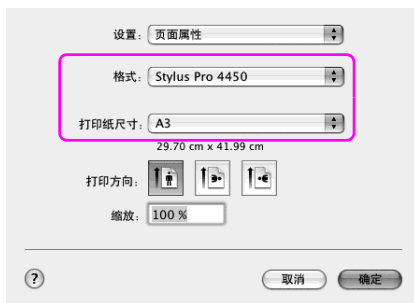 设置: 页面属性
格式: Stylus Pro 4450
打印纸尺寸: A3
29.70 cm x 41.99 cm
打印方向:
缩放: 100 %
? 取消 确定